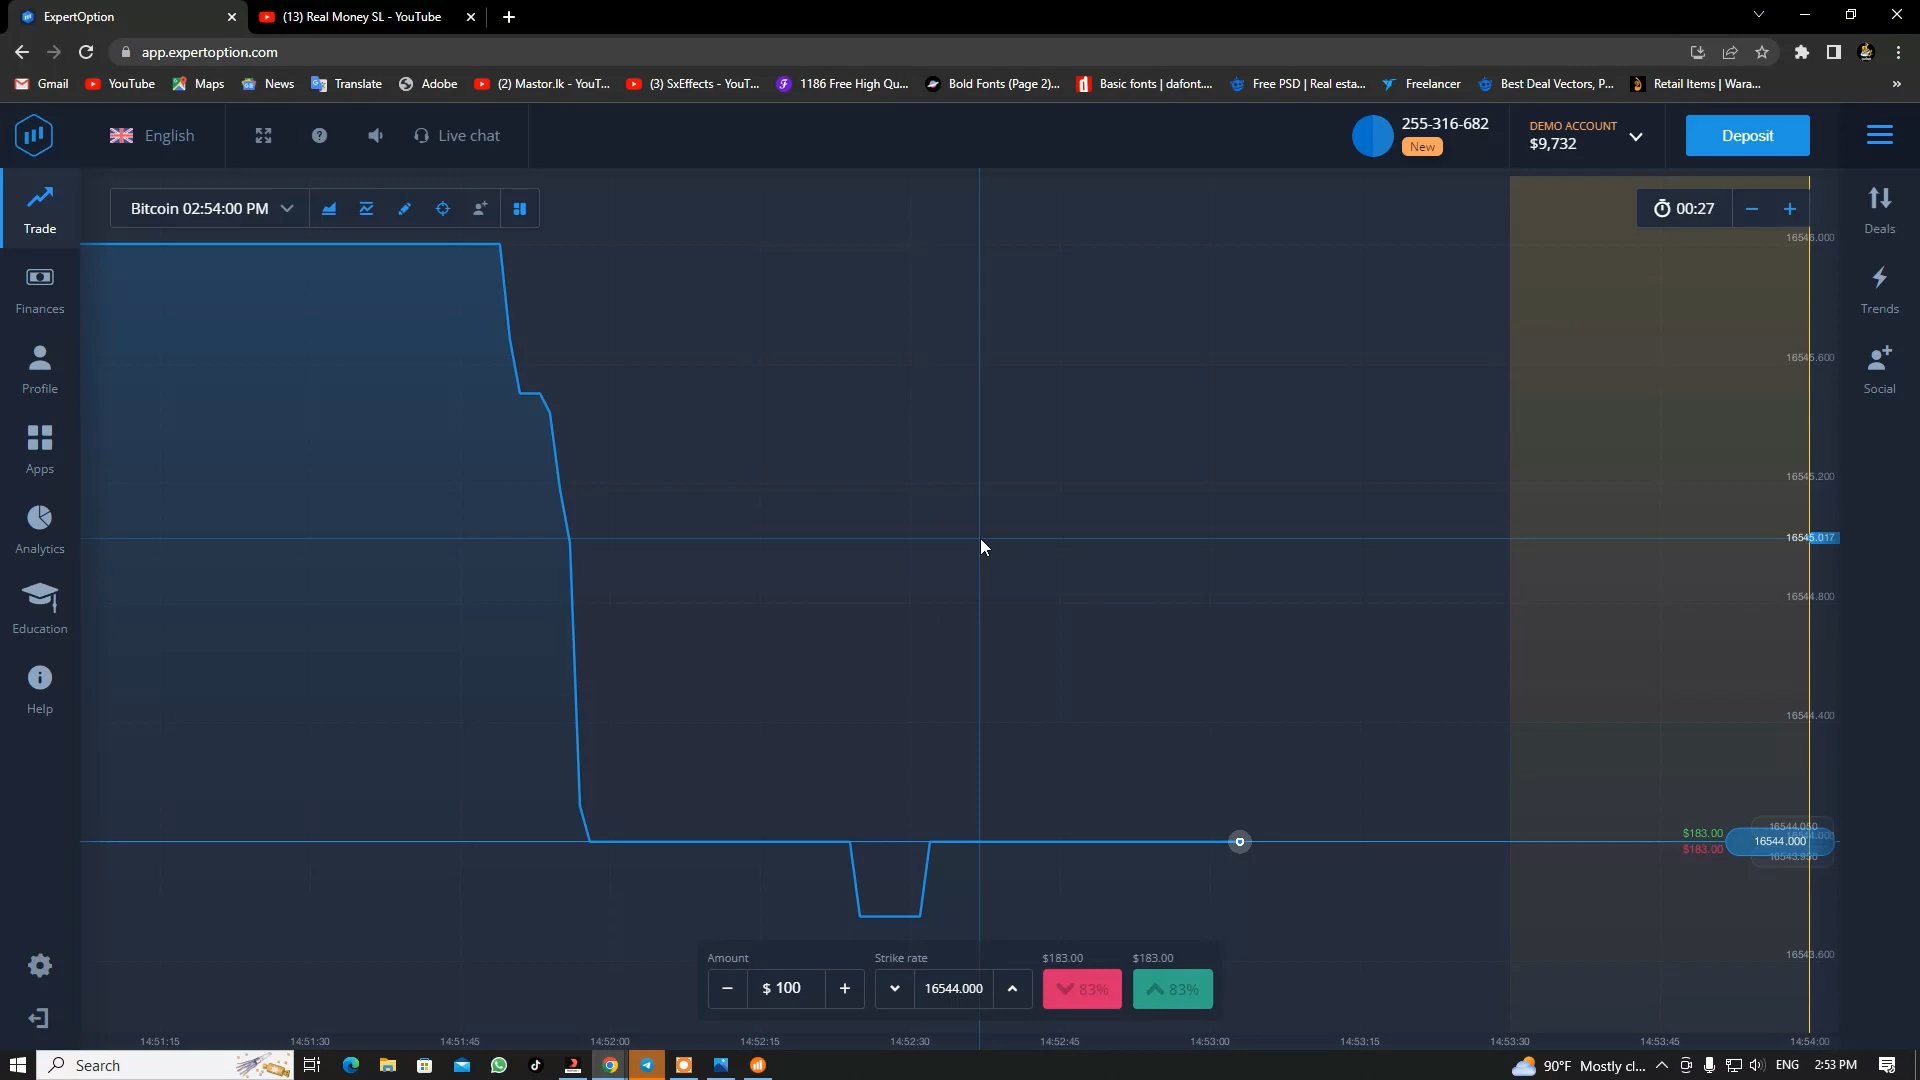 ExpertOption
(13) Real Money SL - YouTube
app.expertoption.com
Gmail
YouTube
Maps
News
Translate
Adobe
(2) Mastor.lk - YouT...
(3) SxEffects - YouT...
1186 Free High Qu...
Bold Fonts (Page 2)...
Basic fonts | dafont....
Free PSD | Real esta...
Freelancer
Best Deal Vectors, P...
Retail Items | Wara...
»
English
Live chat
255-316-682
New
DEMO ACCOUNT
$9,732
Deposit
Trade
Finances
Profile
Apps
Analytics
Education
Help
Bitcoin 02:54:00 PM
00:27
Deals
Trends
Social
16546.000
16545.600
16545.200
16545.017
16544.800
16544.400
$183.00
$183.00
16544.050
16544.000
16543.950
16543.600
Amount
Strike rate
$183.00
$183.00
− $ 100 +
16544.000
83%
83%
14:51:15
14:51:30
14:51:45
14:52:00
14:52:15
14:52:30
14:52:45
14:53:00
14:53:15
14:53:30
14:53:45
14:54:00
Search
90°F Mostly cl...
ENG
2:53 PM